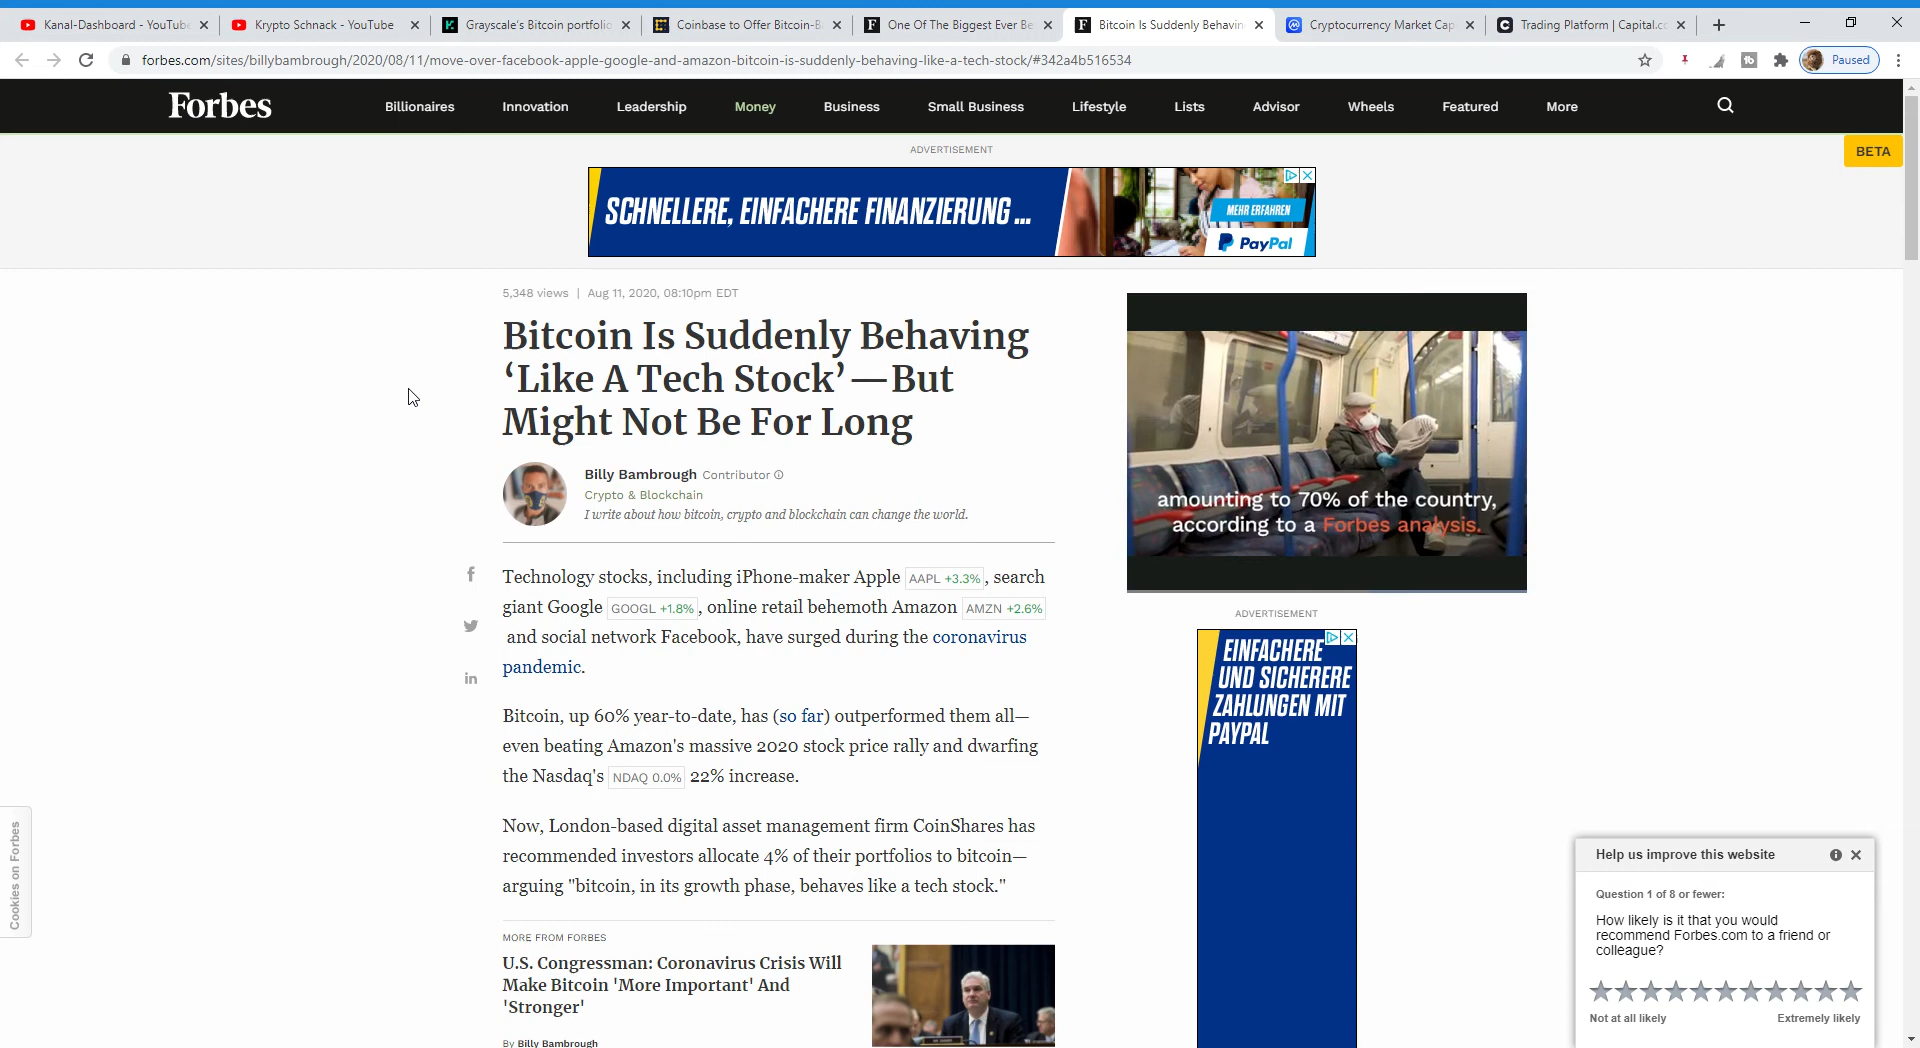 Kanal-Dashboard - YouTube
Krypto Schnack - YouTube
Grayscale's Bitcoin portfolio
Coinbase to Offer Bitcoin-B
One Of The Biggest Ever Be
Bitcoin Is Suddenly Behavin
Cryptocurrency Market Cap
Trading Platform | Capital.co
forbes.com/sites/billybambrough/2020/08/11/move-over-facebook-apple-google-and-amazon-bitcoin-is-suddenly-behaving-like-a-tech-stock/#342a4b516534
Paused
Forbes
Billionaires
Innovation
Leadership
Money
Business
Small Business
Lifestyle
Lists
Advisor
Wheels
Featured
More
BETA
ADVERTISEMENT
SCHNELLERE, EINFACHERE FINANZIERUNG ...
MEHR ERFAHREN
PayPal
5,348 views | Aug 11, 2020, 08:10pm EDT
Bitcoin Is Suddenly Behaving
‘Like A Tech Stock’—But
Might Not Be For Long
Billy Bambrough Contributor
Crypto & Blockchain
I write about how bitcoin, crypto and blockchain can change the world.
Technology stocks, including iPhone-maker Apple AAPL +3.3%, search
giant Google GOOGL +1.8%, online retail behemoth Amazon AMZN +2.6%
and social network Facebook, have surged during the coronavirus
pandemic.
Bitcoin, up 60% year-to-date, has (so far) outperformed them all—
even beating Amazon's massive 2020 stock price rally and dwarfing
the Nasdaq's NDAQ 0.0% 22% increase.
Now, London-based digital asset management firm CoinShares has
recommended investors allocate 4% of their portfolios to bitcoin—
arguing "bitcoin, in its growth phase, behaves like a tech stock."
MORE FROM FORBES
U.S. Congressman: Coronavirus Crisis Will
Make Bitcoin 'More Important' And
'Stronger'
By Billy Bambrough
amounting to 70% of the country,
according to a Forbes analysis.
ADVERTISEMENT
EINFACHERE
UND SICHERERE
ZAHLUNGEN MIT
PAYPAL
Cookies on Forbes
Help us improve this website
Question 1 of 8 or fewer:
How likely is it that you would
recommend Forbes.com to a friend or
colleague?
Not at all likely
Extremely likely